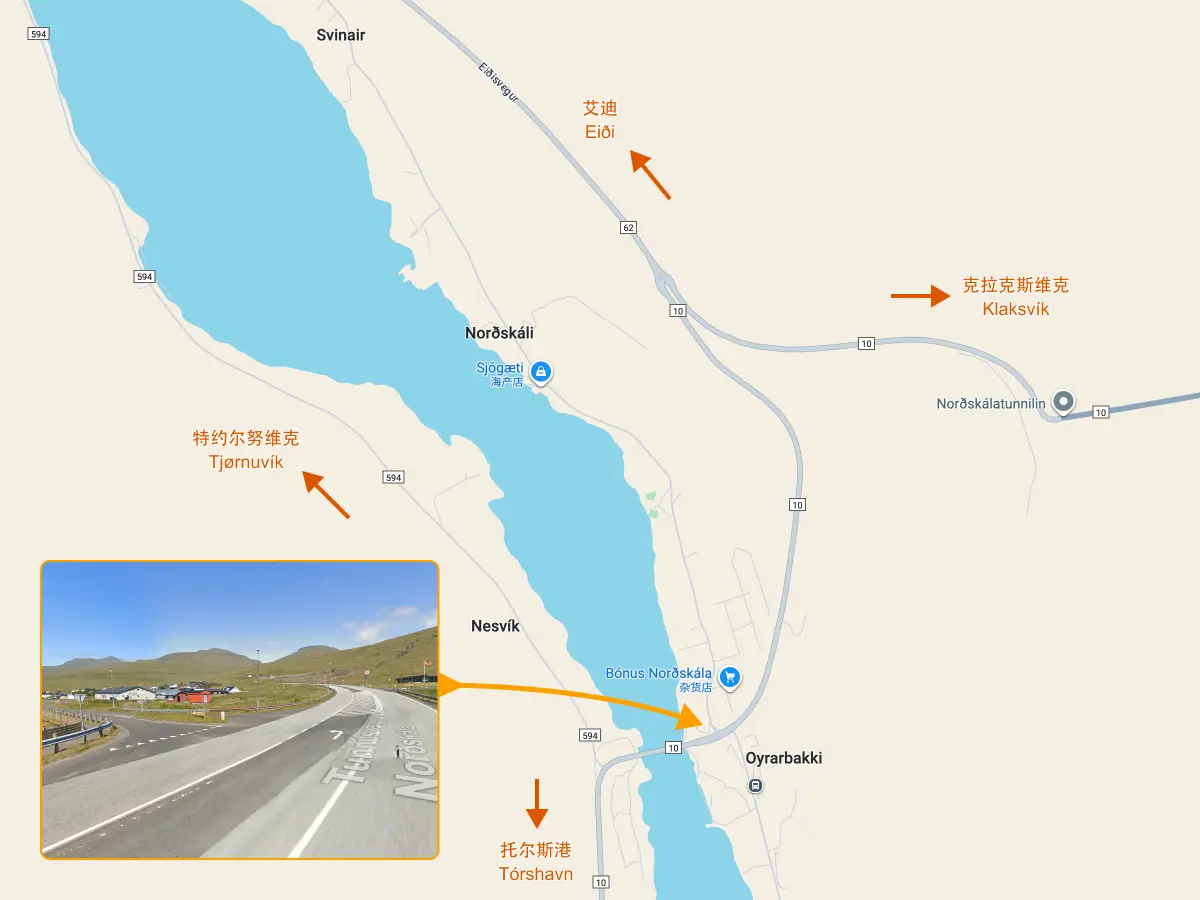 594
Svinair
Eiðisvegur
艾迪
Eiði
62
594
克拉克斯维克
Klaksvík
10
Norðskáli
10
Sjógæti
海产店
Norðskálatunnilin
10
特约尔努维克
Tjørnuvík
594
10
Nesvík
Bónus Norðskála
杂货店
594
10
Oyrarbakki
托尔斯港
Tórshavn
10